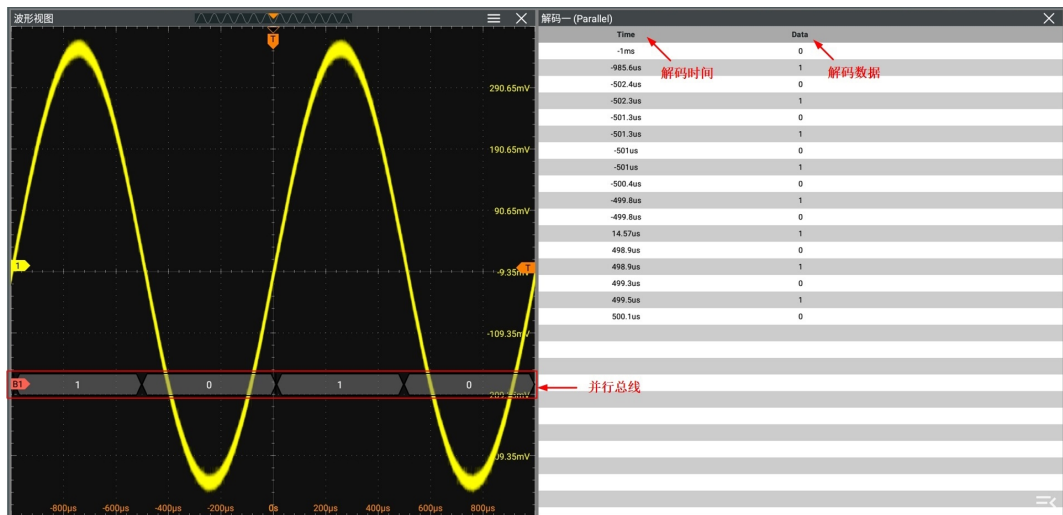 波形视图
T
290.65mV
190.65mV
90.65mV
1
-9.35mV
T
-109.35mV
B1 1 0 1 0
-800μs -600μs -400μs -200μs 0s 200μs 400μs 600μs 800μs
解码一 (Parallel)
Time Data
-1ms 0
-985.6us 1
-502.4us 0
-502.3us 1
-501.3us 0
-501.3us 1
-501us 0
-501us 1
-500.4us 0
-499.8us 1
-499.8us 0
14.57us 1
498.9us 0
498.9us 1
499.3us 0
499.5us 1
500.1us 0
解码时间
解码数据
并行总线